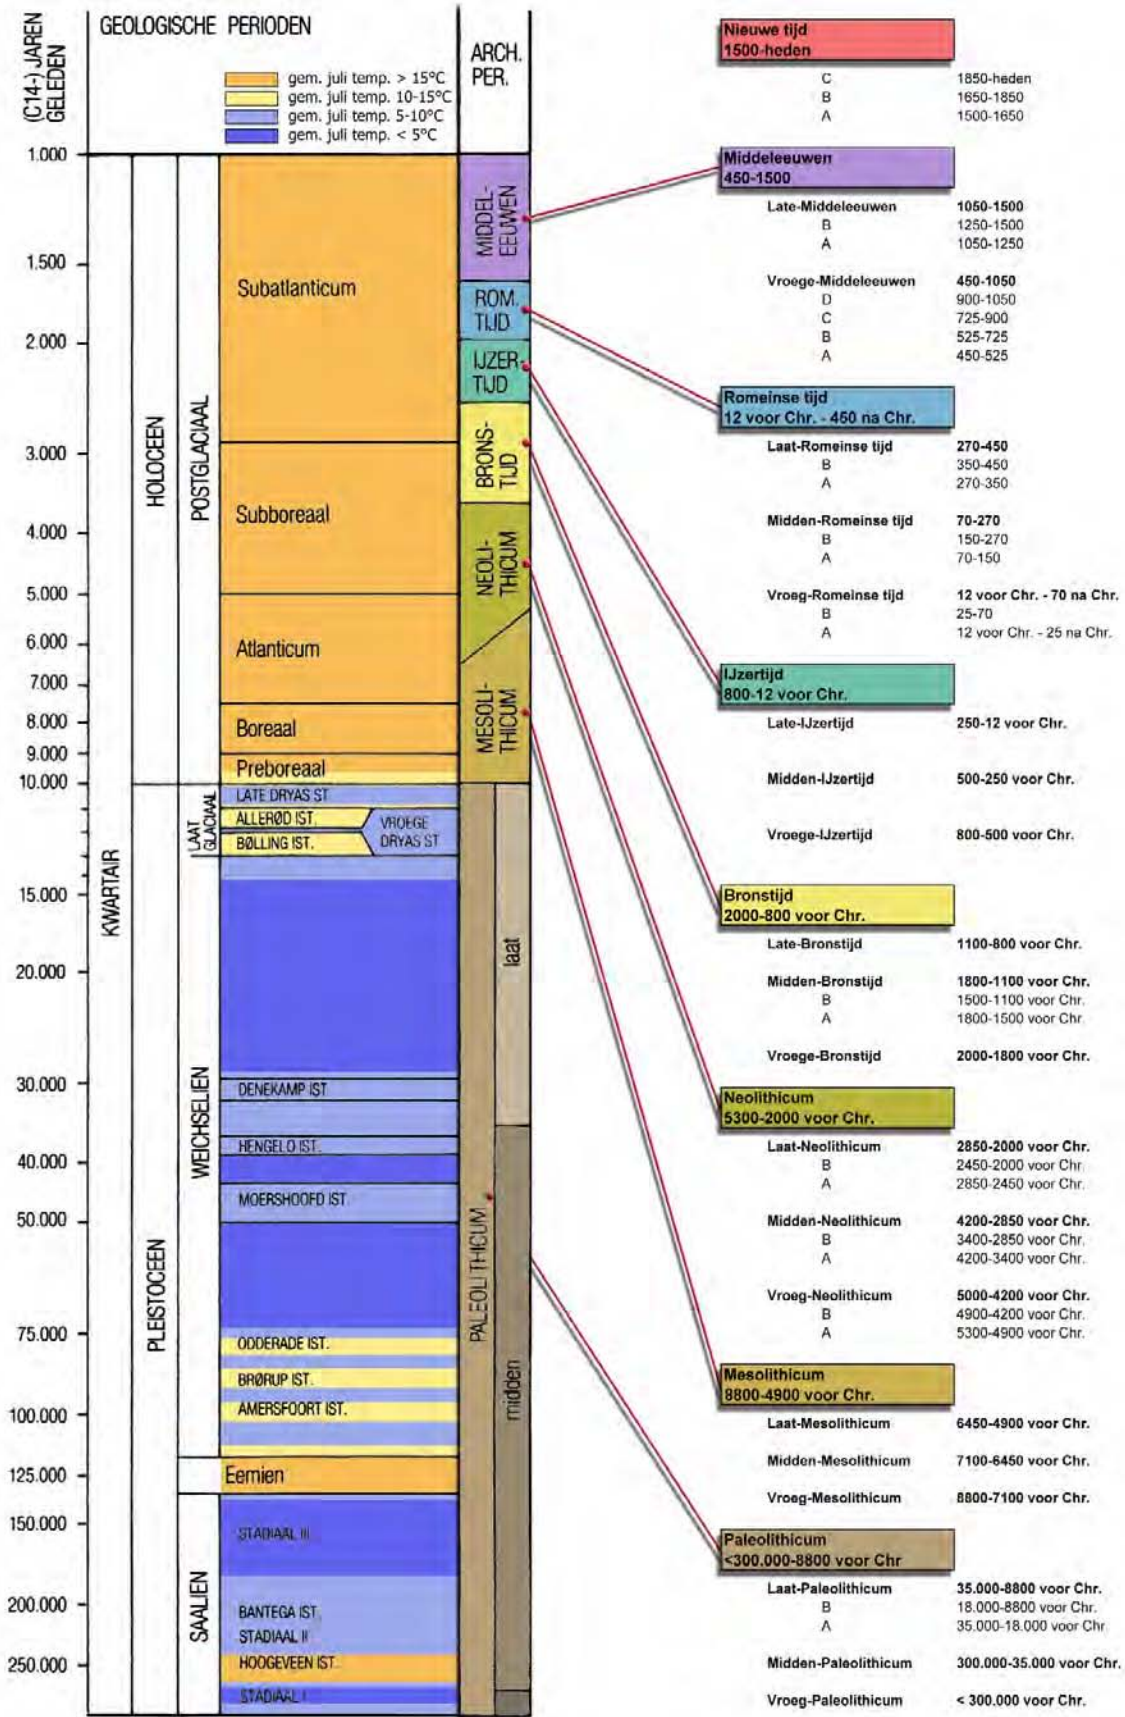 (C14-) JAREN
GELEDEN
GEOLOGISCHE PERIODEN
gem. juli temp. > 15°C
gem. juli temp. 10-15°C
gem. juli temp. 5-10°C
gem. juli temp. < 5°C
ARCH.
PER.
1.000
1.500
2.000
3.000
4.000
5.000
6.000
7.000
8.000
9.000
10.000
15.000
20.000
30.000
40.000
50.000
75.000
100.000
125.000
150.000
200.000
250.000
KWARTAIR
HOLOCEEN
PLEISTOCEEN
POSTGLACIAAL
LAAT
GLACIAAL
WEICHSELIEN
SAALIEN
Subatlanticum
Subboreaal
Atlanticum
Boreaal
Preboreaal
LATE DRYAS ST
ALLERØD IST.
VROEGE
DRYAS ST
BØLLING IST.
DENEKAMP IST
HENGELO IST.
MOERSHOOFD IST.
ODDERADE IST.
BRØRUP IST.
AMERSFOORT IST.
Eemien
STADIAAL III
BANTEGA IST.
STADIAAL II
HOOGEVEEN IST.
STADIAAL I
MIDDEL-
EEUWEN
ROM.
TIJD
IJZER-
TIJD
BRONS-
TIJD
NEOLI-
THICUM
MESOLI-
THICUM
PALEOLITHICUM
laat
midden
Nieuwe tijd
1500-heden
C 1850-heden
B 1650-1850
A 1500-1650
Middeleeuwen
450-1500
Late-Middeleeuwen 1050-1500
B 1250-1500
A 1050-1250
Vroege-Middeleeuwen 450-1050
D 900-1050
C 725-900
B 525-725
A 450-525
Romeinse tijd
12 voor Chr. - 450 na Chr.
Laat-Romeinse tijd 270-450
B 350-450
A 270-350
Midden-Romeinse tijd 70-270
B 150-270
A 70-150
Vroeg-Romeinse tijd 12 voor Chr. - 70 na Chr.
B 25-70
A 12 voor Chr. - 25 na Chr.
IJzertijd
800-12 voor Chr.
Late-IJzertijd 250-12 voor Chr.
Midden-IJzertijd 500-250 voor Chr.
Vroege-IJzertijd 800-500 voor Chr.
Bronstijd
2000-800 voor Chr.
Late-Bronstijd 1100-800 voor Chr.
Midden-Bronstijd 1800-1100 voor Chr.
B 1500-1100 voor Chr.
A 1800-1500 voor Chr.
Vroege-Bronstijd 2000-1800 voor Chr.
Neolithicum
5300-2000 voor Chr.
Laat-Neolithicum 2850-2000 voor Chr.
B 2450-2000 voor Chr.
A 2850-2450 voor Chr.
Midden-Neolithicum 4200-2850 voor Chr.
B 3400-2850 voor Chr.
A 4200-3400 voor Chr.
Vroeg-Neolithicum 5000-4200 voor Chr.
B 4900-4200 voor Chr.
A 5300-4900 voor Chr.
Mesolithicum
8800-4900 voor Chr.
Laat-Mesolithicum 6450-4900 voor Chr.
Midden-Mesolithicum 7100-6450 voor Chr.
Vroeg-Mesolithicum 8800-7100 voor Chr.
Paleolithicum
<300.000-8800 voor Chr
Laat-Paleolithicum 35.000-8800 voor Chr.
B 18.000-8800 voor Chr.
A 35.000-18.000 voor Chr
Midden-Paleolithicum 300.000-35.000 voor Chr.
Vroeg-Paleolithicum < 300.000 voor Chr.